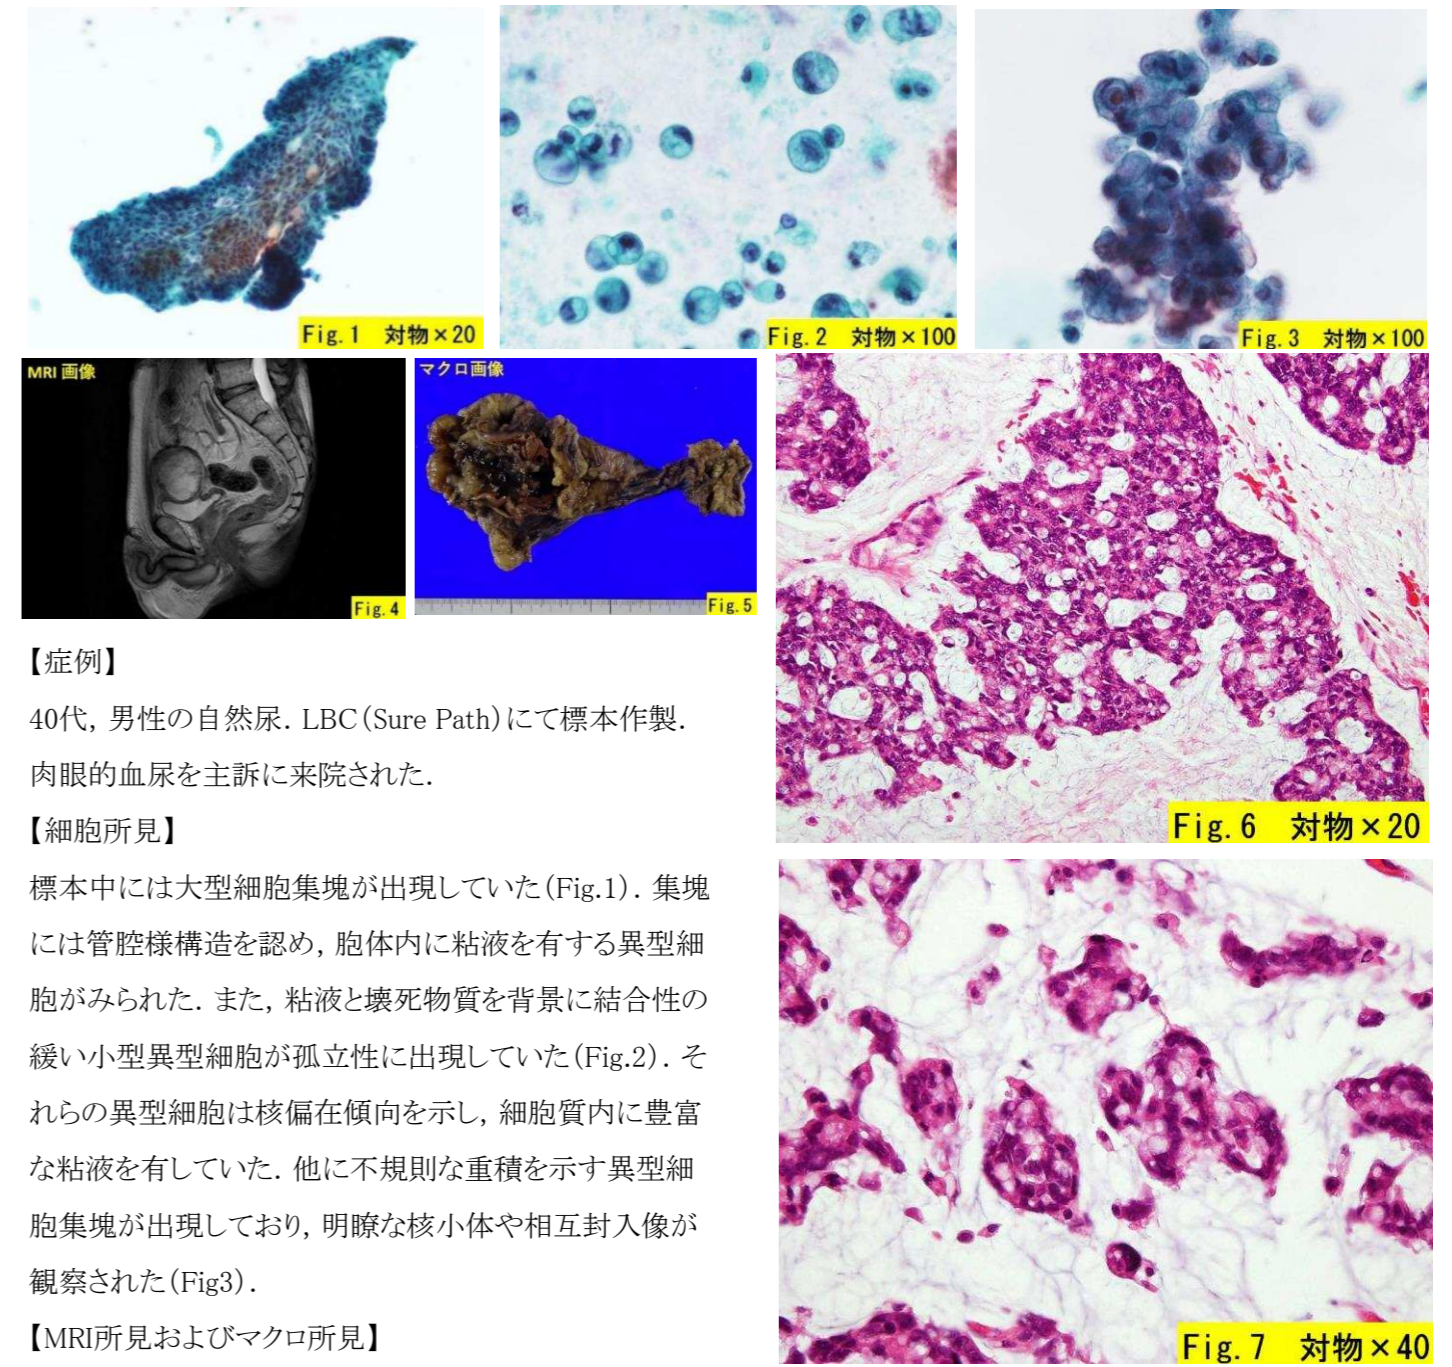 Fig.1 対物×20
Fig.2 対物×100
Fig.3 対物×100
MRI 画像
Fig.4
マクロ画像
Fig.5
Fig.6 対物×20
【症例】
40代, 男性の自然尿. LBC(Sure Path)にて標本作製.
肉眼的血尿を主訴に来院された.
【細胞所見】
標本中には大型細胞集塊が出現していた(Fig.1). 集塊
には管腔様構造を認め, 胞体内に粘液を有する異型細
胞がみられた. また, 粘液と壊死物質を背景に結合性の
緩い小型異型細胞が孤立性に出現していた(Fig.2). そ
れらの異型細胞は核偏在傾向を示し, 細胞質内に豊富
な粘液を有していた. 他に不規則な重積を示す異型細
胞集塊が出現しており, 明瞭な核小体や相互封入像が
観察された(Fig3).
【MRI所見およびマクロ所見】
Fig.7 対物×40